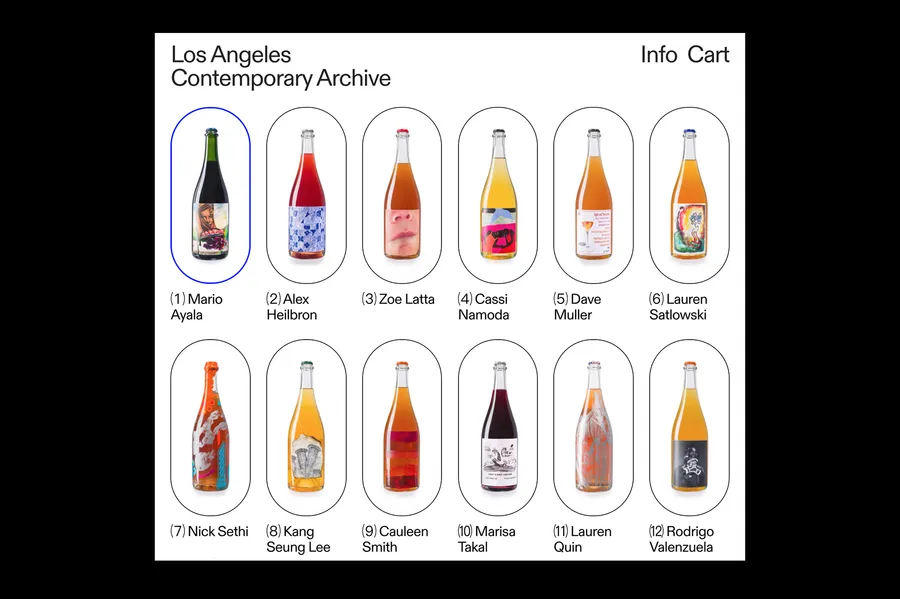 Los Angeles
Contemporary Archive
Info Cart
(1) Mario
Ayala
(2) Alex
Heilbron
(3) Zoe Latta
(4) Cassi
Namoda
(5) Dave
Muller
(6) Lauren
Satlowski
(7) Nick Sethi
(8) Kang
Seung Lee
(9) Cauleen
Smith
(10) Marisa
Takal
(11) Lauren
Quin
(12) Rodrigo
Valenzuela